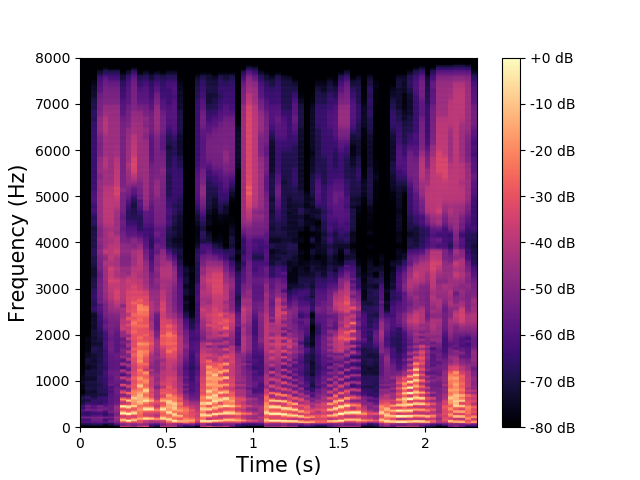 8000
7000
6000
5000
4000
3000
2000
1000
0
Frequency (Hz)
0
0.5
1
1.5
2
Time (s)
+0 dB
-10 dB
-20 dB
-30 dB
-40 dB
-50 dB
-60 dB
-70 dB
-80 dB